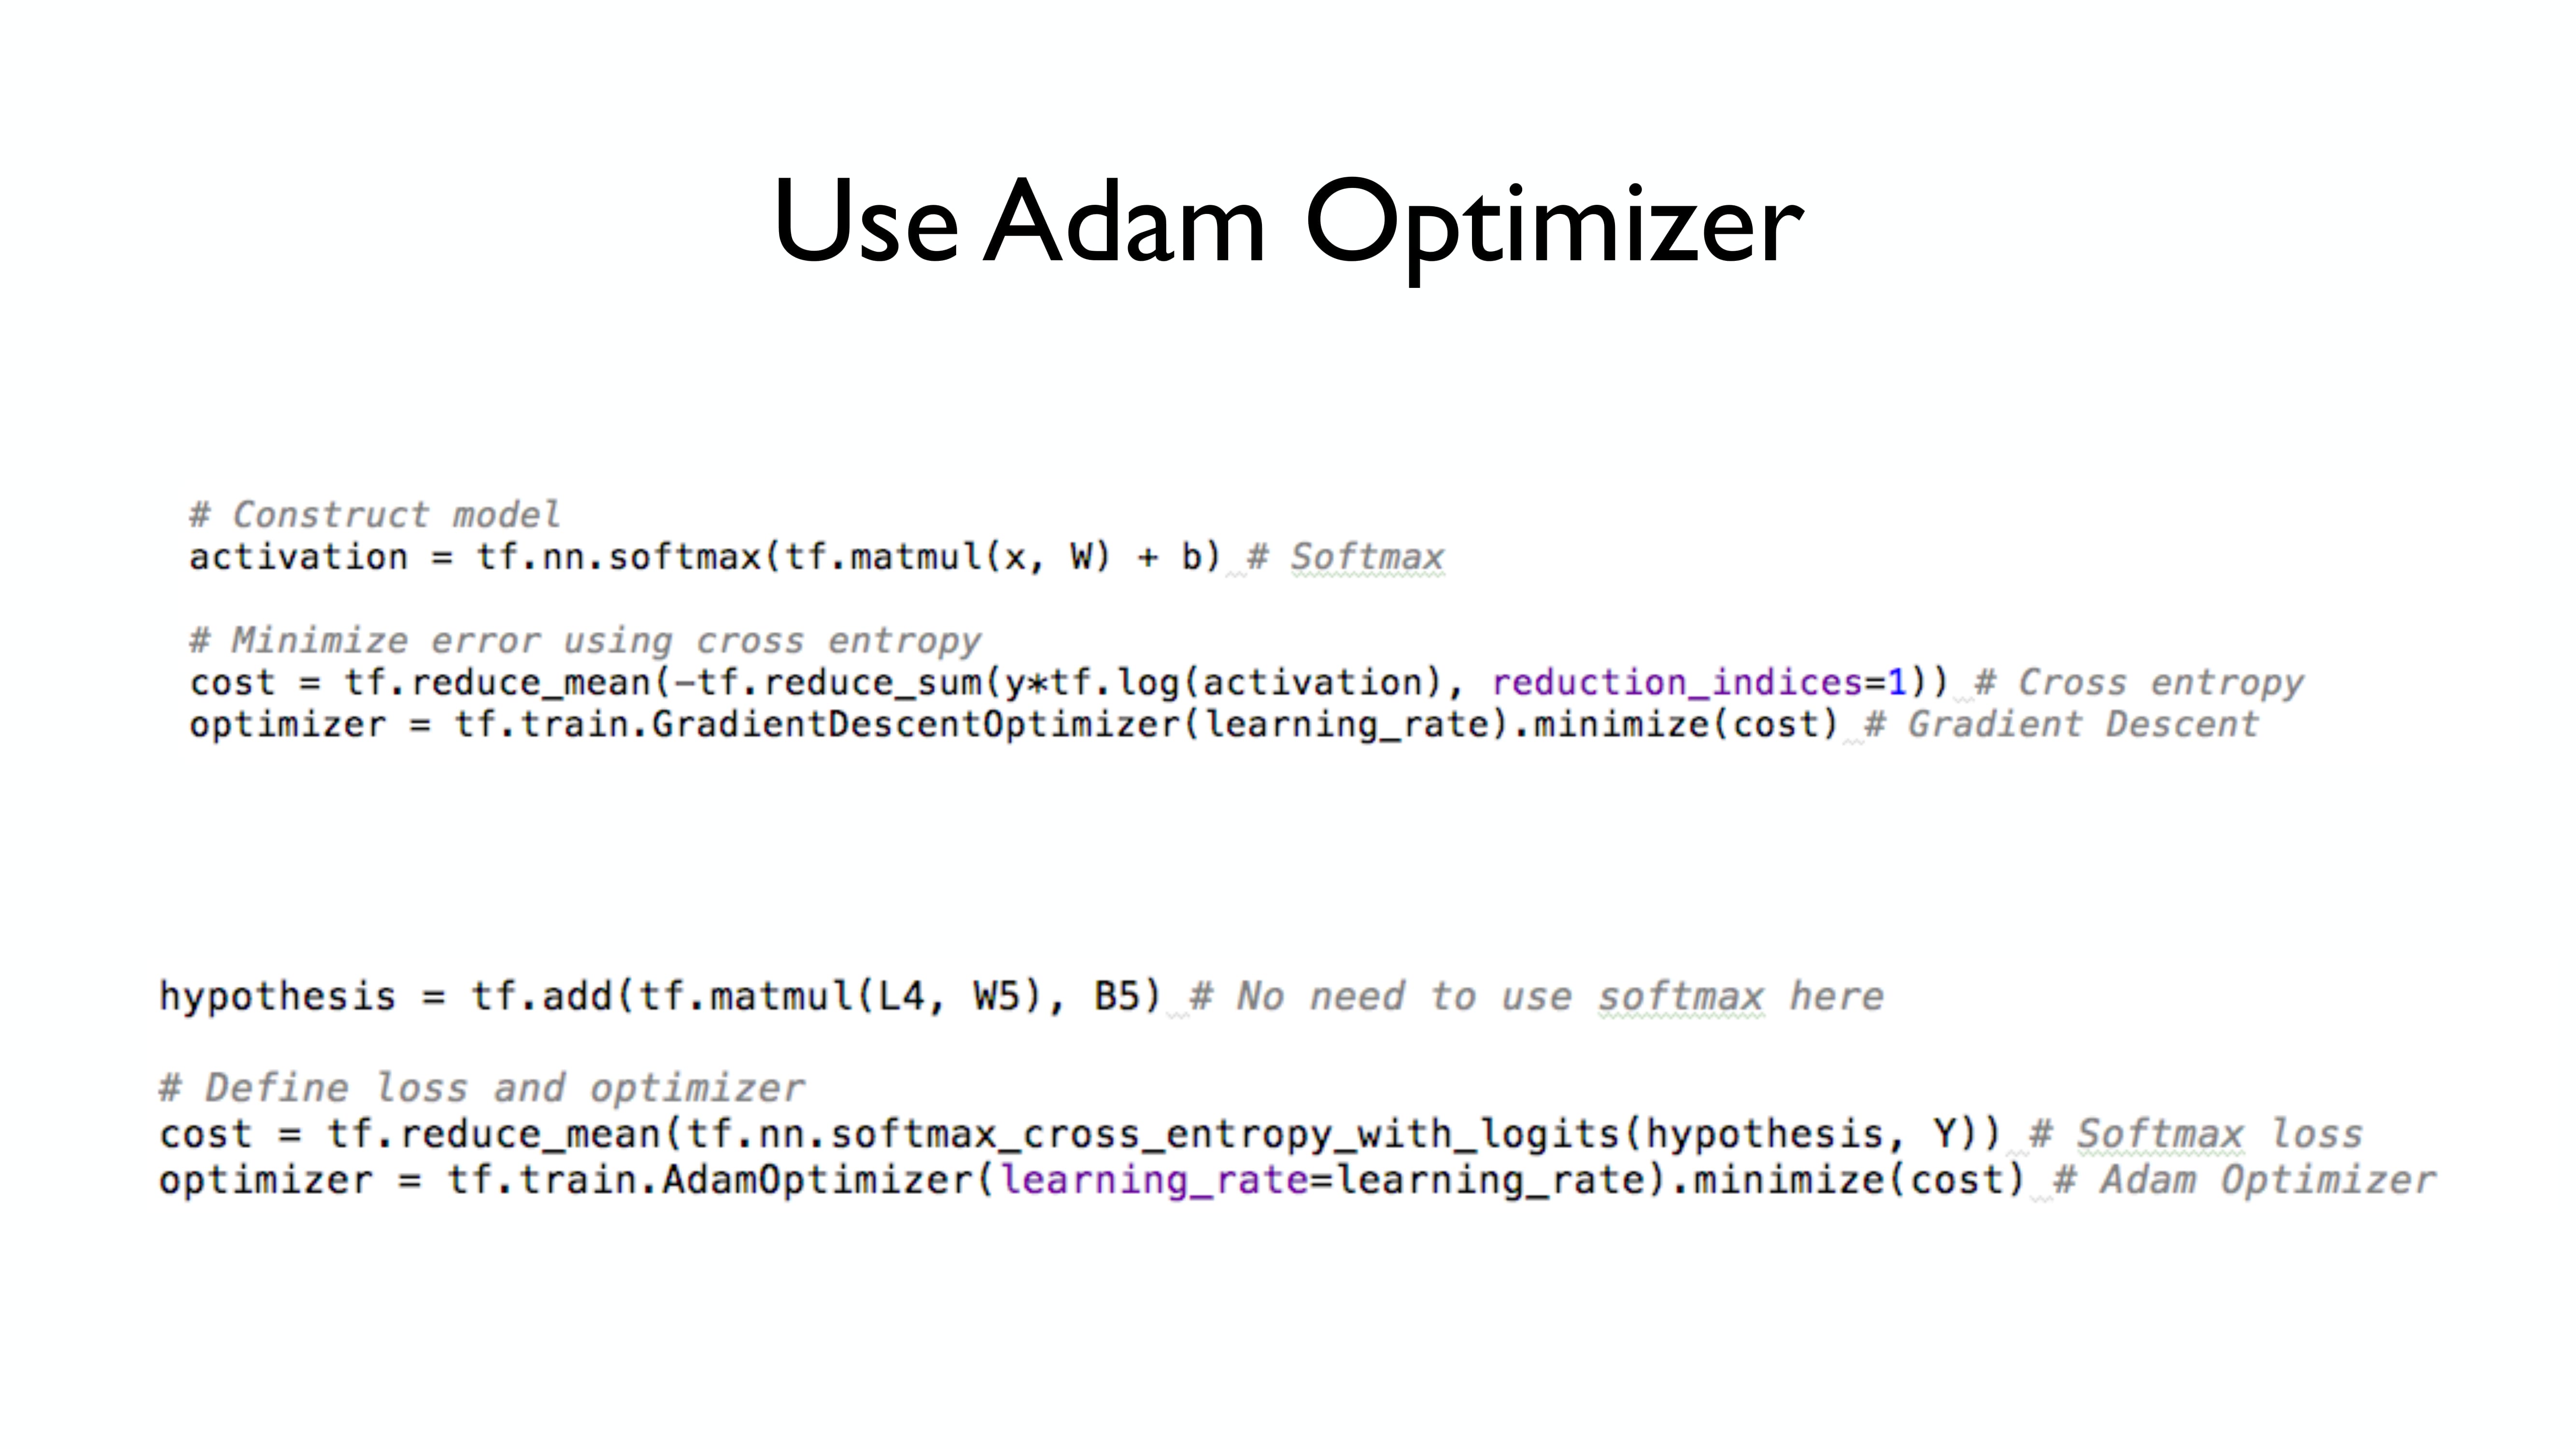 Use Adam Optimizer
# Construct model
activation = tf.nn.softmax(tf.matmul(x, W) + b) # Softmax
# Minimize error using cross entropy
cost = tf.reduce_mean(-tf.reduce_sum(y*tf.log(activation), reduction_indices=1)) # Cross entropy
optimizer = tf.train.GradientDescentOptimizer(learning_rate).minimize(cost) # Gradient Descent
hypothesis = tf.add(tf.matmul(L4, W5), B5) # No need to use softmax here
# Define loss and optimizer
cost = tf.reduce_mean(tf.nn.softmax_cross_entropy_with_logits(hypothesis, Y)) # Softmax loss
optimizer = tf.train.AdamOptimizer(learning_rate=learning_rate).minimize(cost) # Adam Optimizer